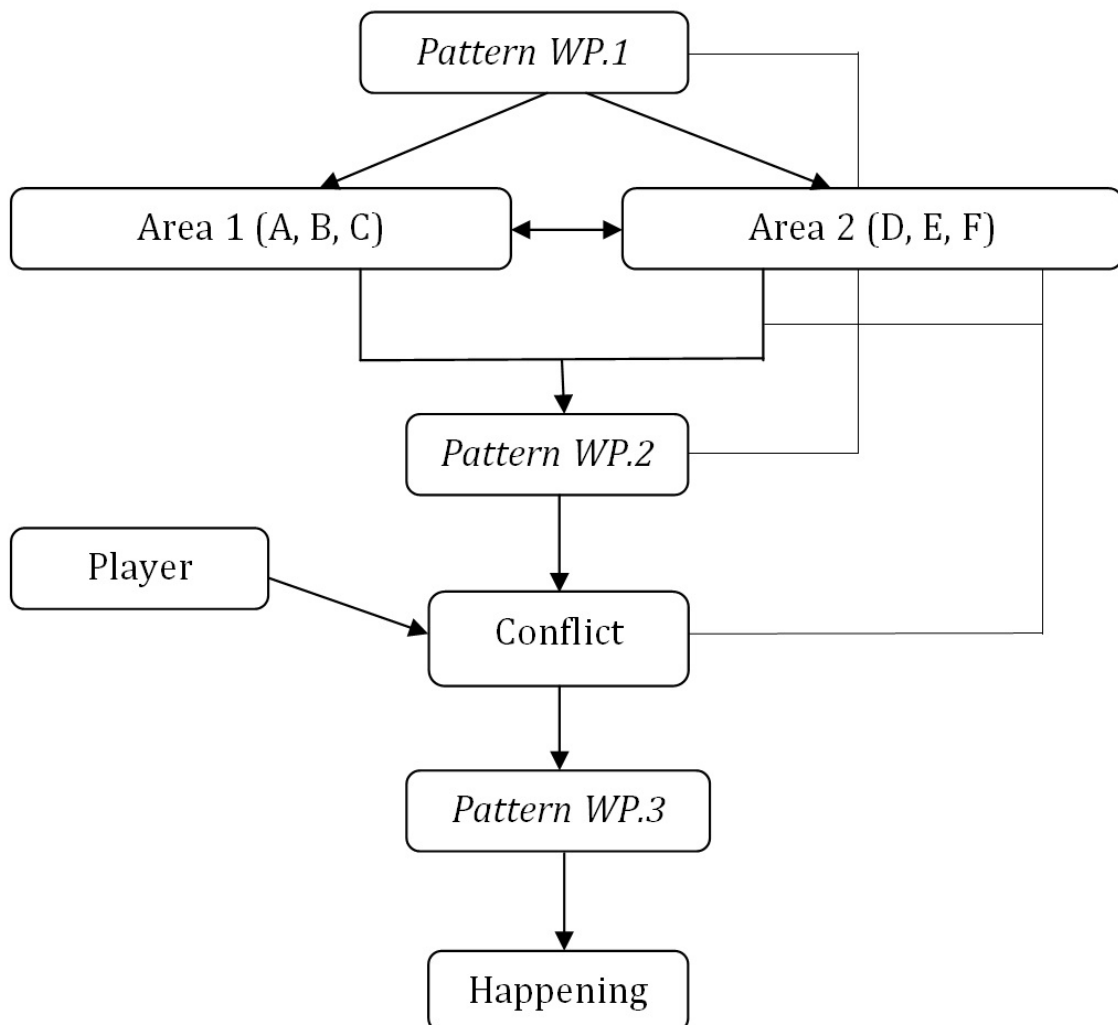 Pattern WP.1
Area 1 (A, B, C)
Area 2 (D, E, F)
Pattern WP.2
Player
Conflict
Pattern WP.3
Happening